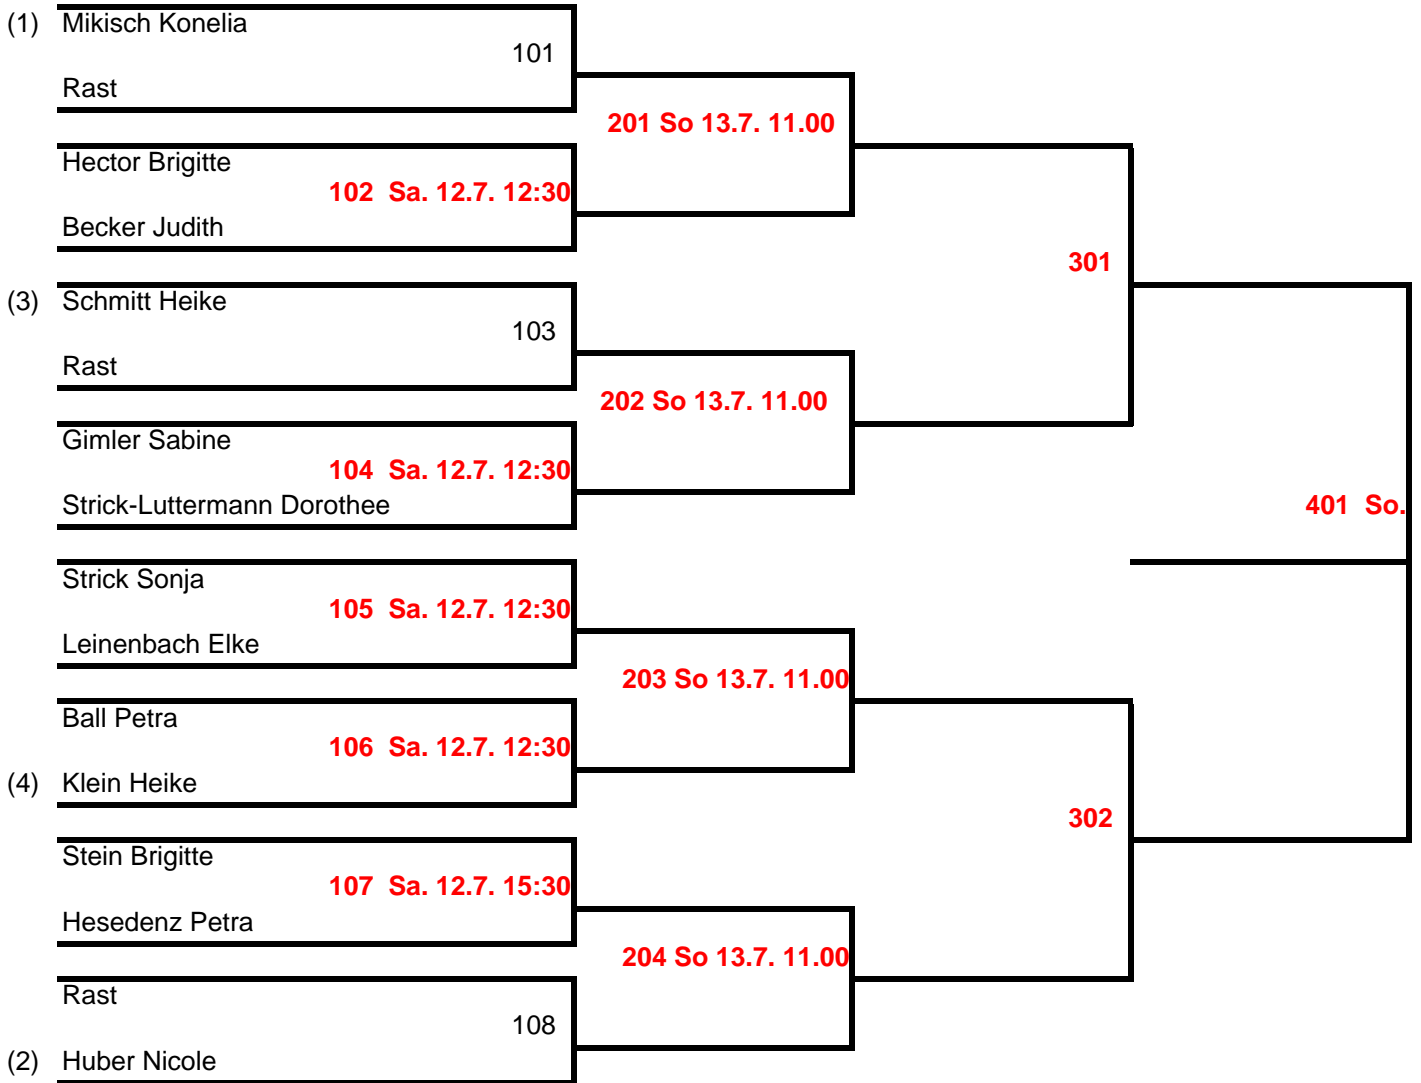 (1) Mikisch Konelia
101
Rast
201 So 13.7. 11.00
Hector Brigitte
102 Sa. 12.7. 12:30
Becker Judith
301
(3) Schmitt Heike
103
Rast
202 So 13.7. 11.00
Gimler Sabine
104 Sa. 12.7. 12:30
Strick-Luttermann Dorothee
401 So.
Strick Sonja
105 Sa. 12.7. 12:30
Leinenbach Elke
203 So 13.7. 11.00
Ball Petra
106 Sa. 12.7. 12:30
(4) Klein Heike
302
Stein Brigitte
107 Sa. 12.7. 15:30
Hesedenz Petra
204 So 13.7. 11.00
Rast
108
(2) Huber Nicole